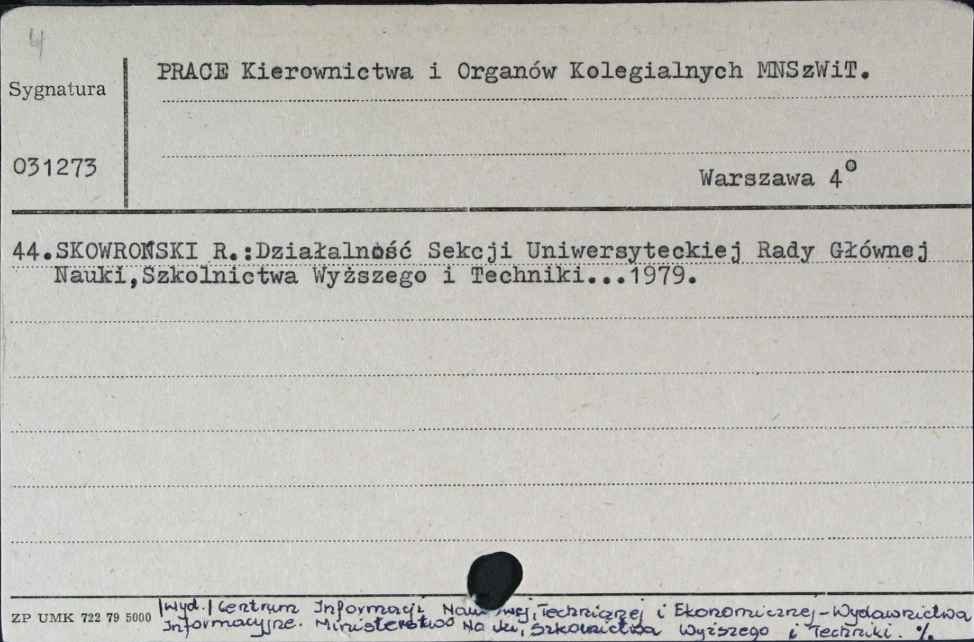 4
PRACE Kierownictwa i Organów Kolegialnych MNSzWiT.
Sygnatura
031273
Warszawa 4°
44.SKOWROŃSKI R.:Działalność Sekcji Uniwersyteckiej Rady Głównej
Nauki,Szkolnictwa Wyższego i Techniki...1979.
ZP UMK 722 79 5000
|Wyd.| Centrum Informacji Naukowej, Technicznej i Ekonomicznej - Wydawnictwa
Informacyjne. Ministerstwo Nauki, Szkolnictwa Wyższego i Techniki. ./